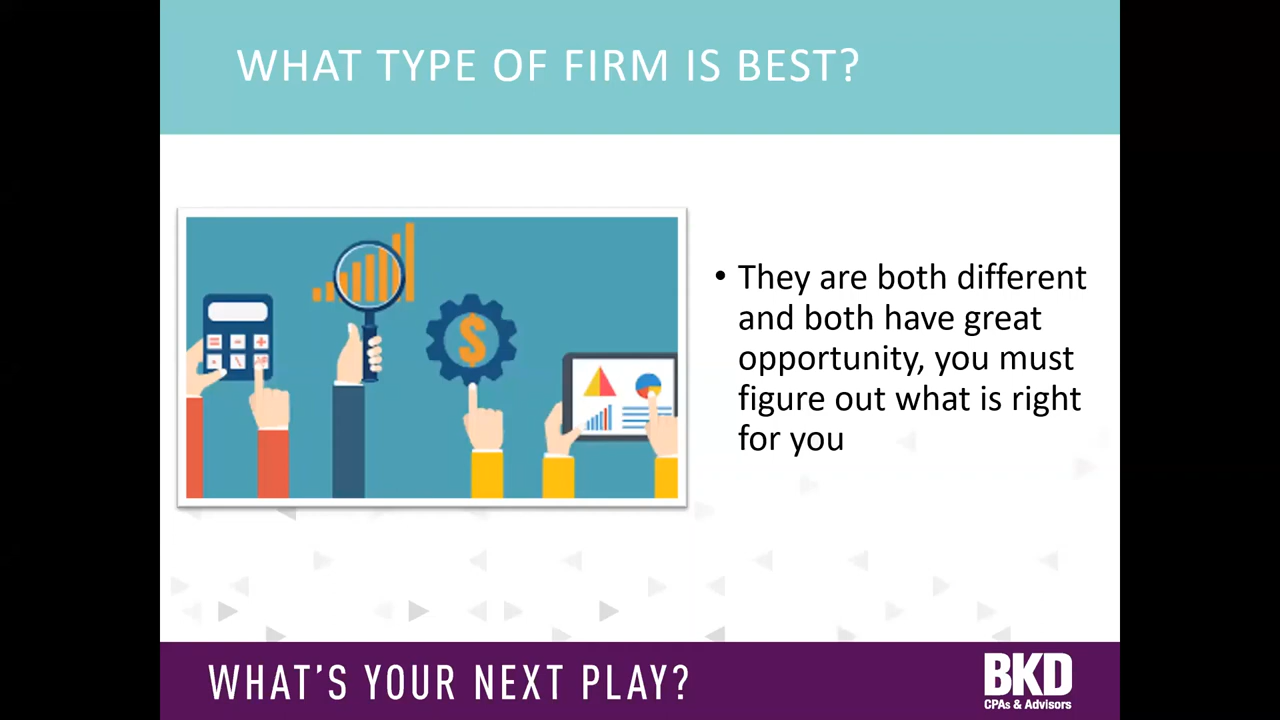 WHAT TYPE OF FIRM IS BEST?
$
• They are both different
and both have great
opportunity, you must
figure out what is right
for you
WHAT'S YOUR NEXT PLAY?
BKD
CPAs & Advisors